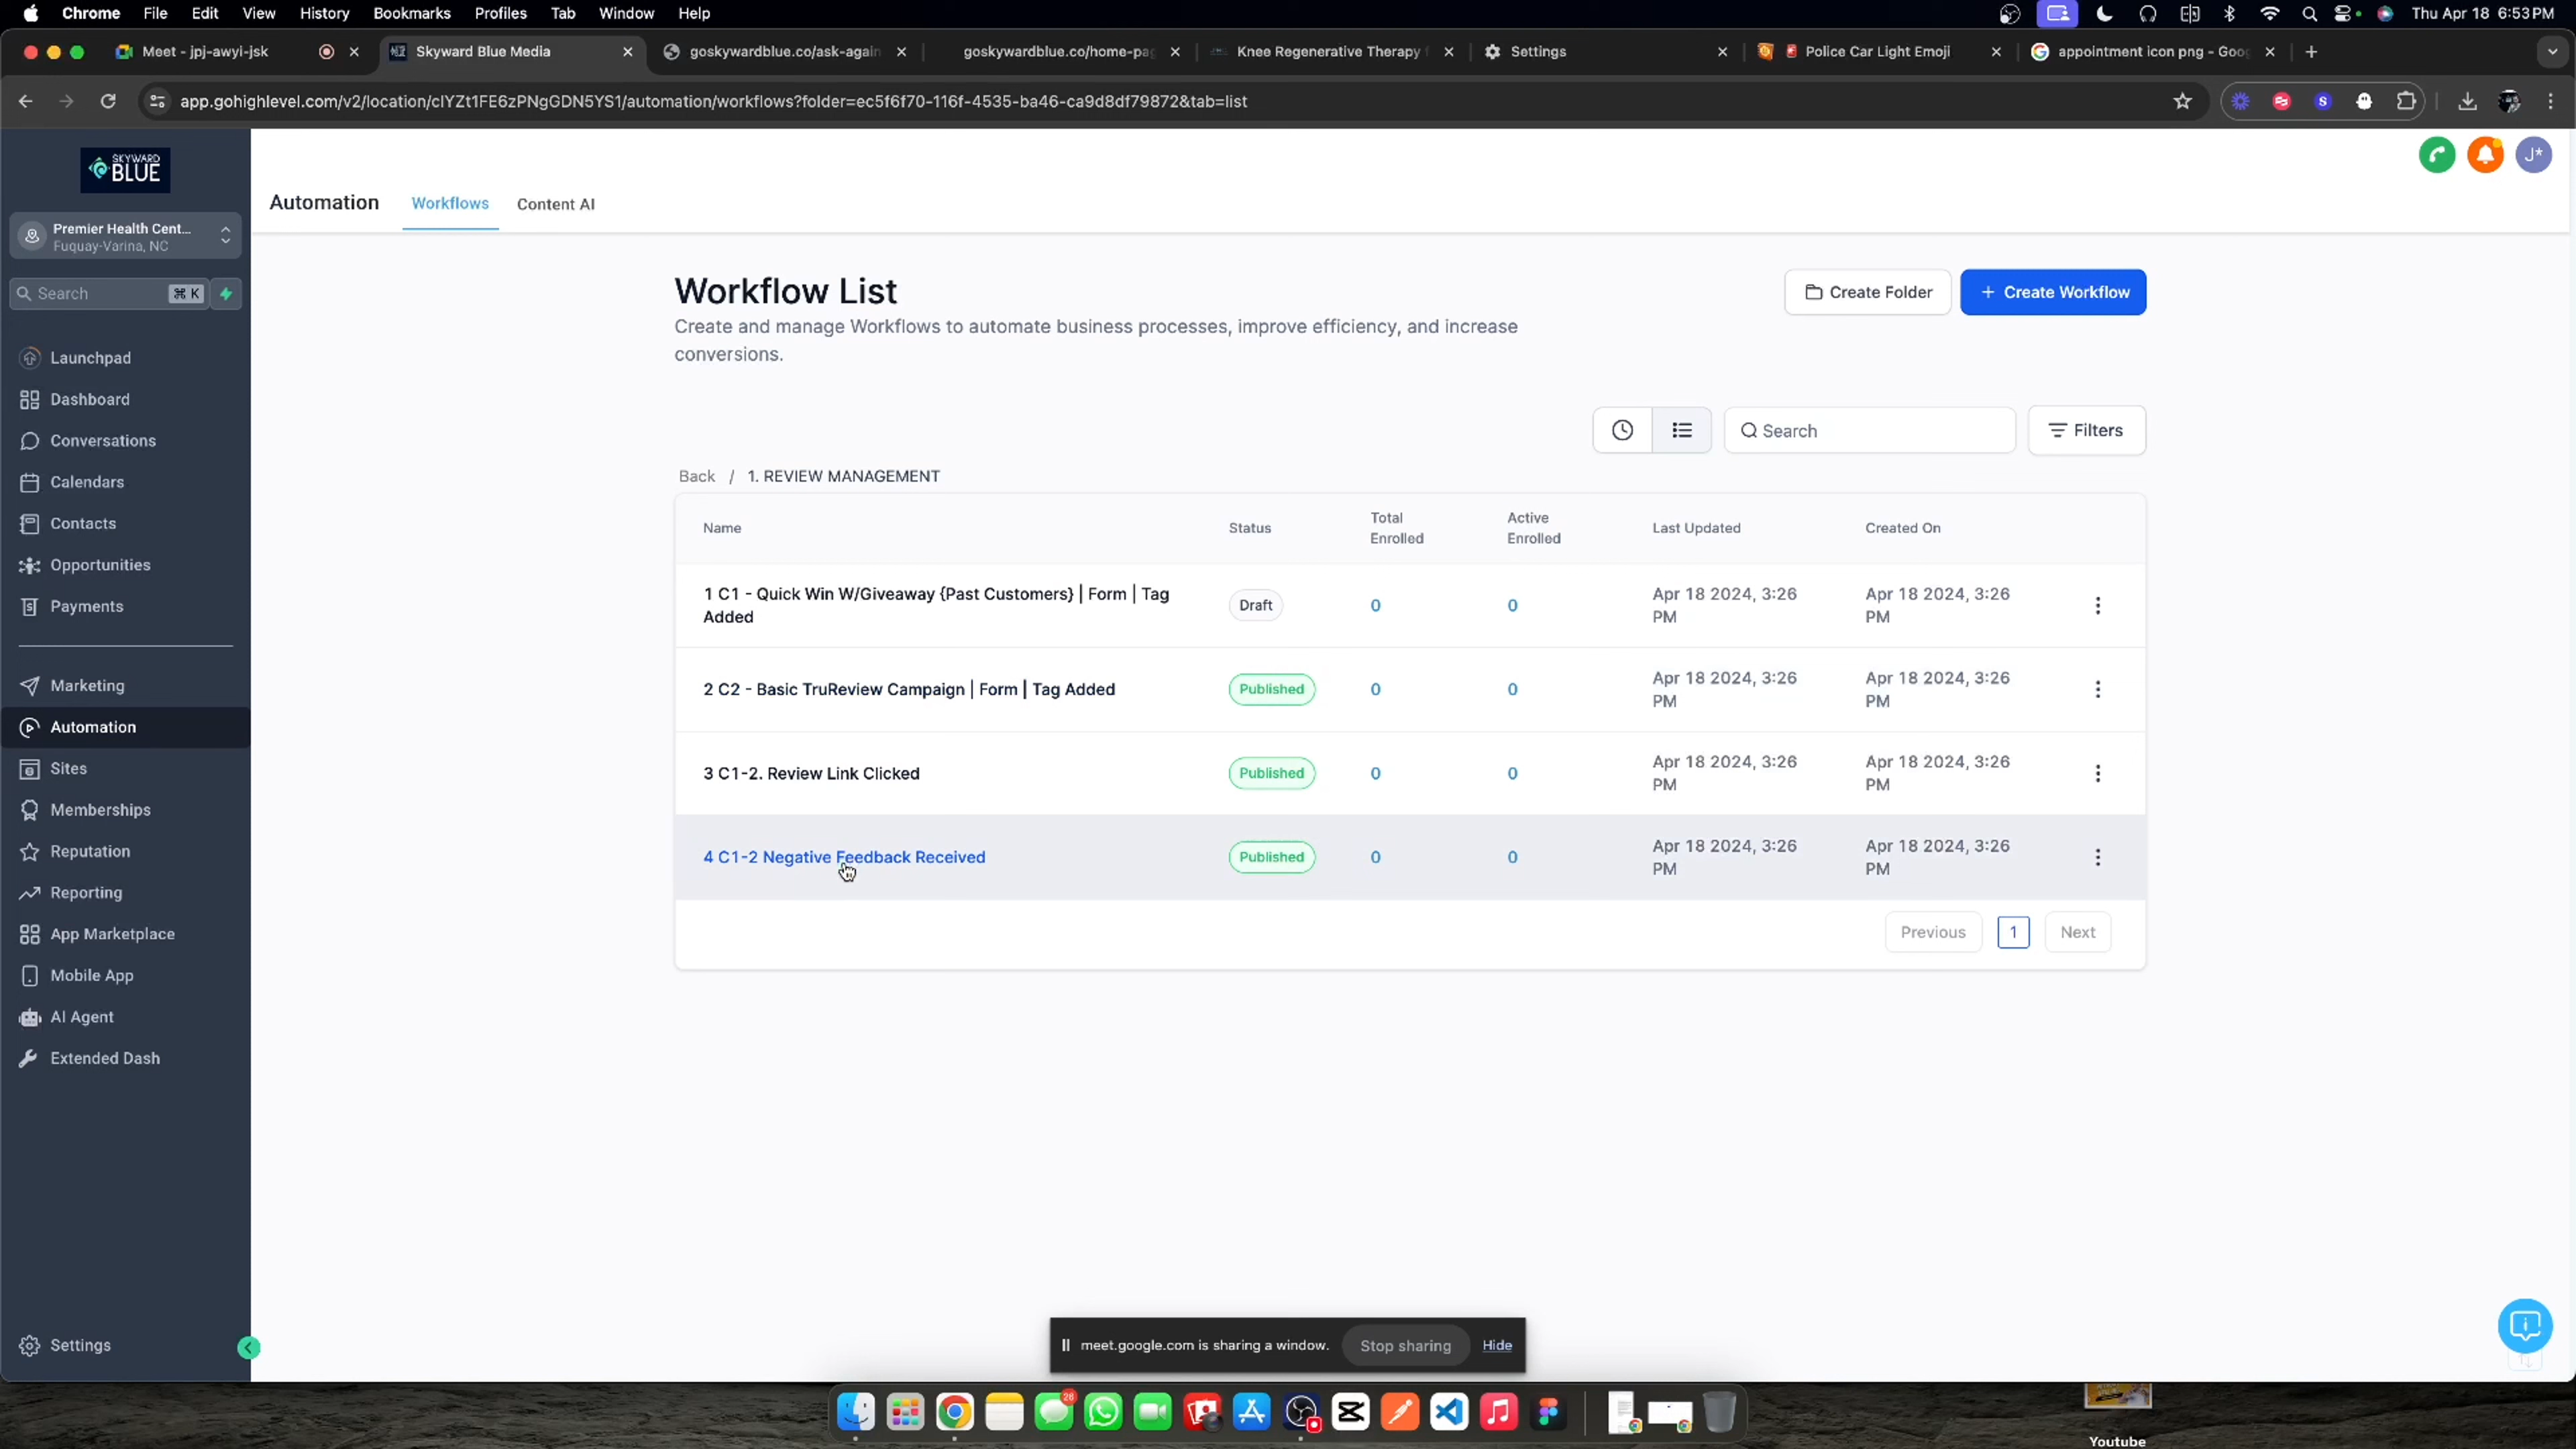 Chrome File Edit View History Bookmarks Profiles Tab Window Help Thu Apr 18 6:53 PM
Meet - jpj-awyi-jsk Skyward Blue Media goskywardblue.co/ask-again goskywardblue.co/home-pag Knee Regenerative Therapy Settings Police Car Light Emoji appointment icon png - Goog
app.gohighlevel.com/v2/location/cIYZt1FE6zPNgGDN5YS1/automation/workflows?folder=ec5f6f70-116f-4535-ba46-ca9d8df79872&tab=list
SKYWARD
BLUE
J*
Automation Workflows Content AI
Premier Health Cent...
Fuquay-Varina, NC
Search ⌘ K
Launchpad
Dashboard
Conversations
Calendars
Contacts
Opportunities
Payments
Marketing
Automation
Sites
Memberships
Reputation
Reporting
App Marketplace
Mobile App
AI Agent
Extended Dash
Settings
Workflow List
Create and manage Workflows to automate business processes, improve efficiency, and increase
conversions.
Create Folder + Create Workflow
Search Filters
Back / 1. REVIEW MANAGEMENT
Name Status Total Enrolled Active Enrolled Last Updated Created On
1 C1 - Quick Win W/Giveaway {Past Customers} | Form | Tag Draft 0 0 Apr 18 2024, 3:26 Apr 18 2024, 3:26
Added PM PM
2 C2 - Basic TruReview Campaign | Form | Tag Added Published 0 0 Apr 18 2024, 3:26 Apr 18 2024, 3:26
PM PM
3 C1-2. Review Link Clicked Published 0 0 Apr 18 2024, 3:26 Apr 18 2024, 3:26
PM PM
4 C1-2 Negative Feedback Received Published 0 0 Apr 18 2024, 3:26 Apr 18 2024, 3:26
PM PM
Previous 1 Next
meet.google.com is sharing a window. Stop sharing Hide
28
Youtube